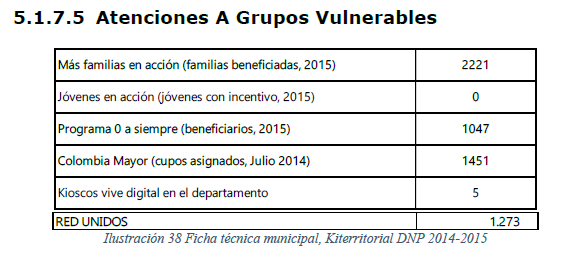 5.1.7.5 Atenciones A Grupos Vulnerables
Más familias en acción (familias beneficiadas, 2015) 2221
Jóvenes en acción (jóvenes con incentivo, 2015) 0
Programa 0 a siempre (beneficiarios, 2015) 1047
Colombia Mayor (cupos asignados, Julio 2014) 1451
Kioscos vive digital en el departamento 5
RED UNIDOS 1.273
Ilustración 38 Ficha técnica municipal, Kiterritorial DNP 2014-2015